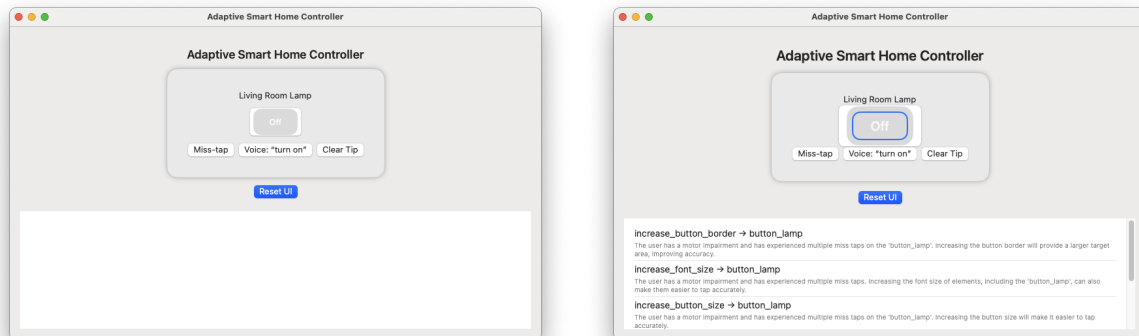 Adaptive Smart Home Controller
Adaptive Smart Home Controller
Living Room Lamp
Off
Miss-tap Voice: "turn on" Clear Tip
Reset UI
Adaptive Smart Home Controller
Adaptive Smart Home Controller
Living Room Lamp
Off
Miss-tap Voice: "turn on" Clear Tip
Reset UI
increase_button_border → button_lamp
The user has a motor impairment and has experienced multiple miss taps on the 'button_lamp'. Increasing the button border will provide a larger target
area, improving accuracy.
increase_font_size → button_lamp
The user has a motor impairment and has experienced multiple miss taps. Increasing the font size of elements, including the 'button_lamp', can also
make them easier to tap accurately.
increase_button_size → button_lamp
The user has a motor impairment and has experienced multiple miss taps on the 'button_lamp'. Increasing the button size will make it easier to tap
accurately.